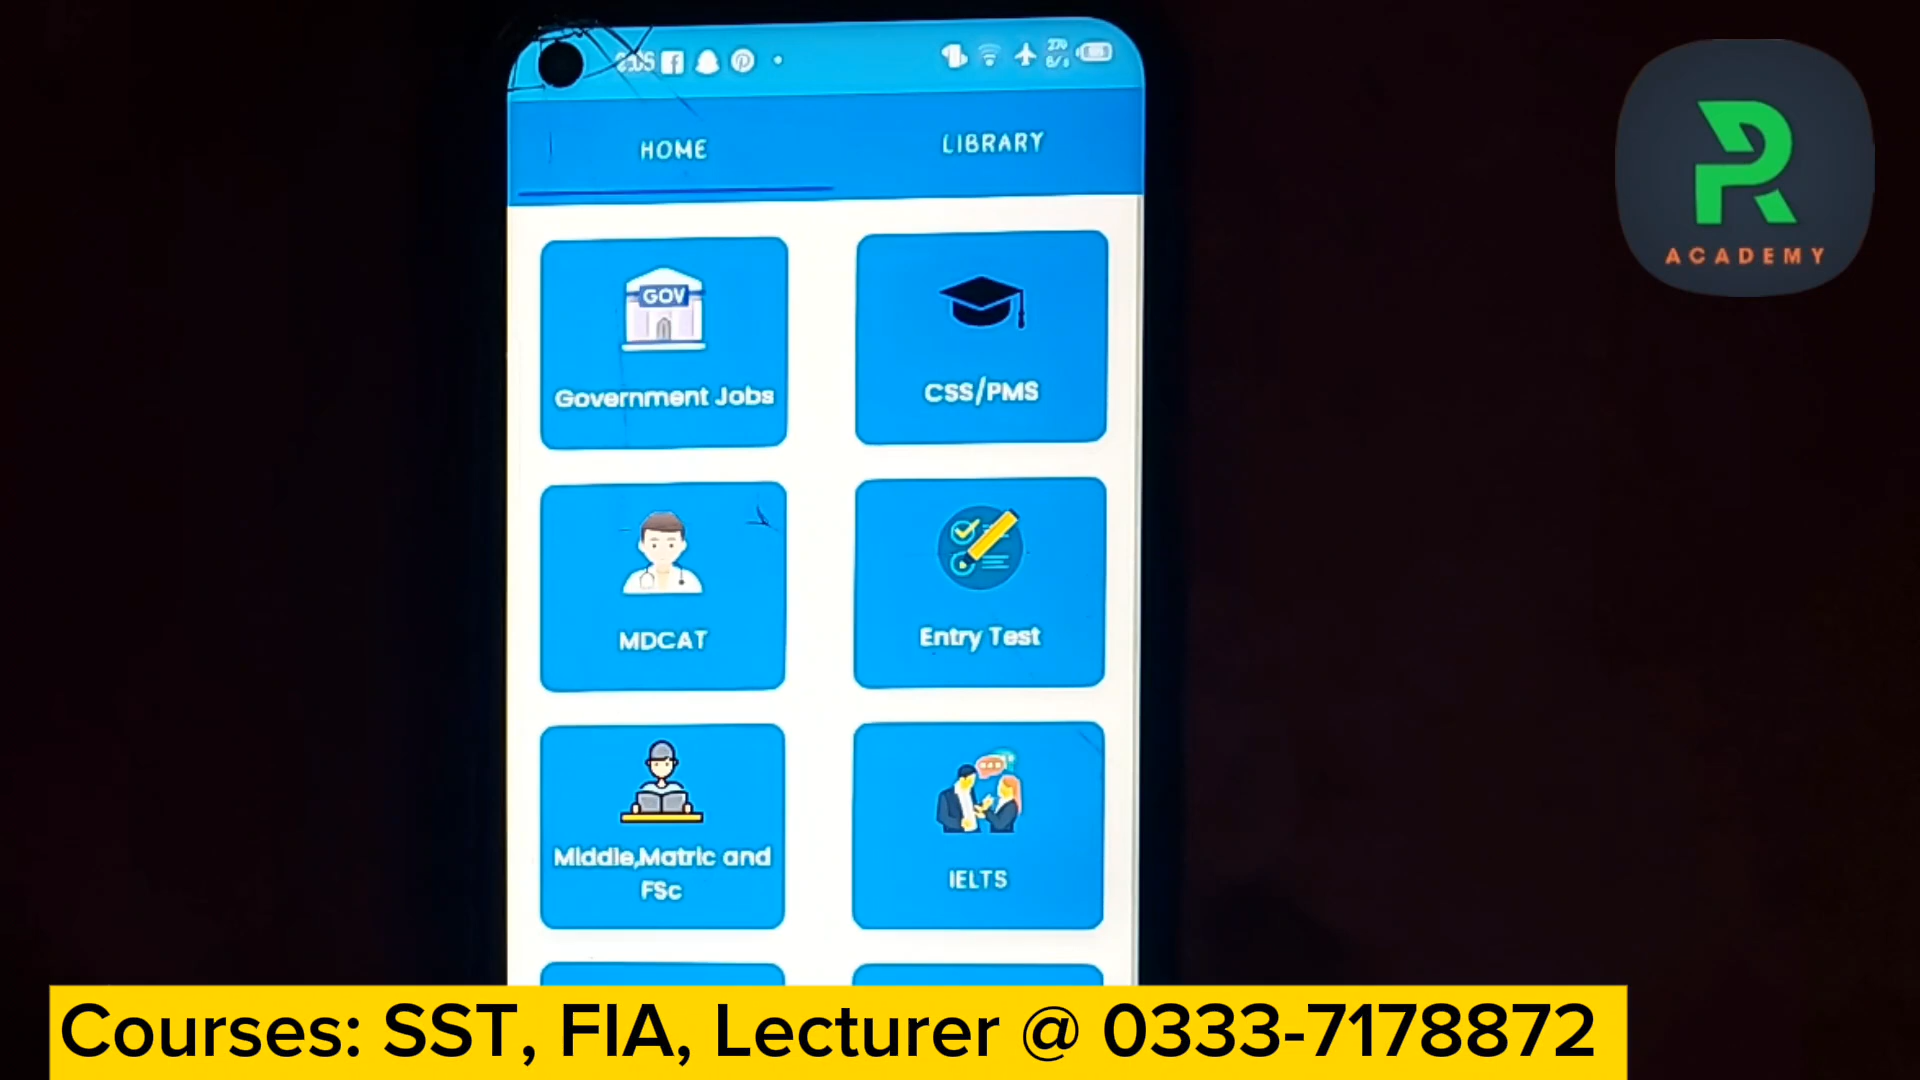 HOME
LIBRARY
GOV
Government Jobs
CSS/PMS
MDCAT
Entry Test
Middle,Matric and
FSc
IELTS
R
ACADEMY
Courses: SST, FIA, Lecturer @ 0333-7178872